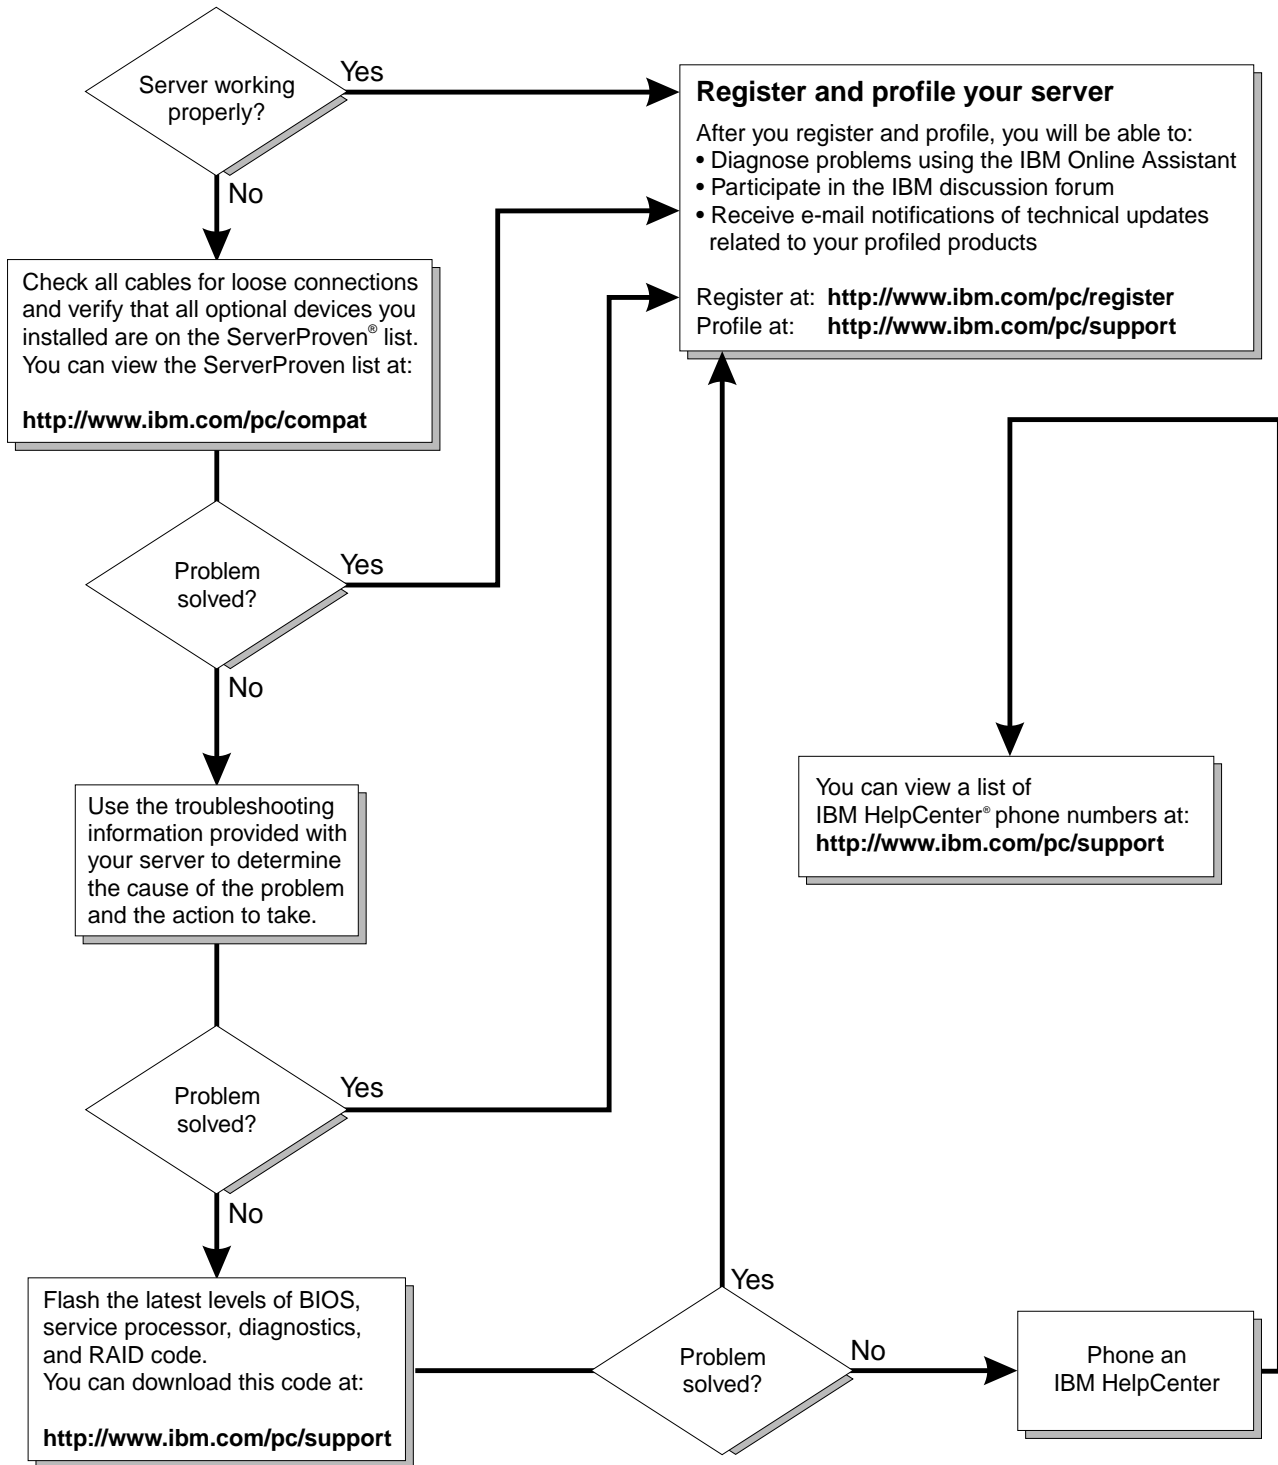 Server working
properly?
Yes
No
Register and profile your server
After you register and profile, you will be able to:
• Diagnose problems using the IBM Online Assistant
• Participate in the IBM discussion forum
• Receive e-mail notifications of technical updates
related to your profiled products
Register at: http://www.ibm.com/pc/register
Profile at: http://www.ibm.com/pc/support
Check all cables for loose connections
and verify that all optional devices you
installed are on the ServerProven® list.
You can view the ServerProven list at:
http://www.ibm.com/pc/compat
Problem
solved?
Yes
No
Use the troubleshooting
information provided with
your server to determine
the cause of the problem
and the action to take.
You can view a list of
IBM HelpCenter® phone numbers at:
http://www.ibm.com/pc/support
Problem
solved?
Yes
No
Flash the latest levels of BIOS,
service processor, diagnostics,
and RAID code.
You can download this code at:
http://www.ibm.com/pc/support
Problem
solved?
Yes
No
Phone an
IBM HelpCenter